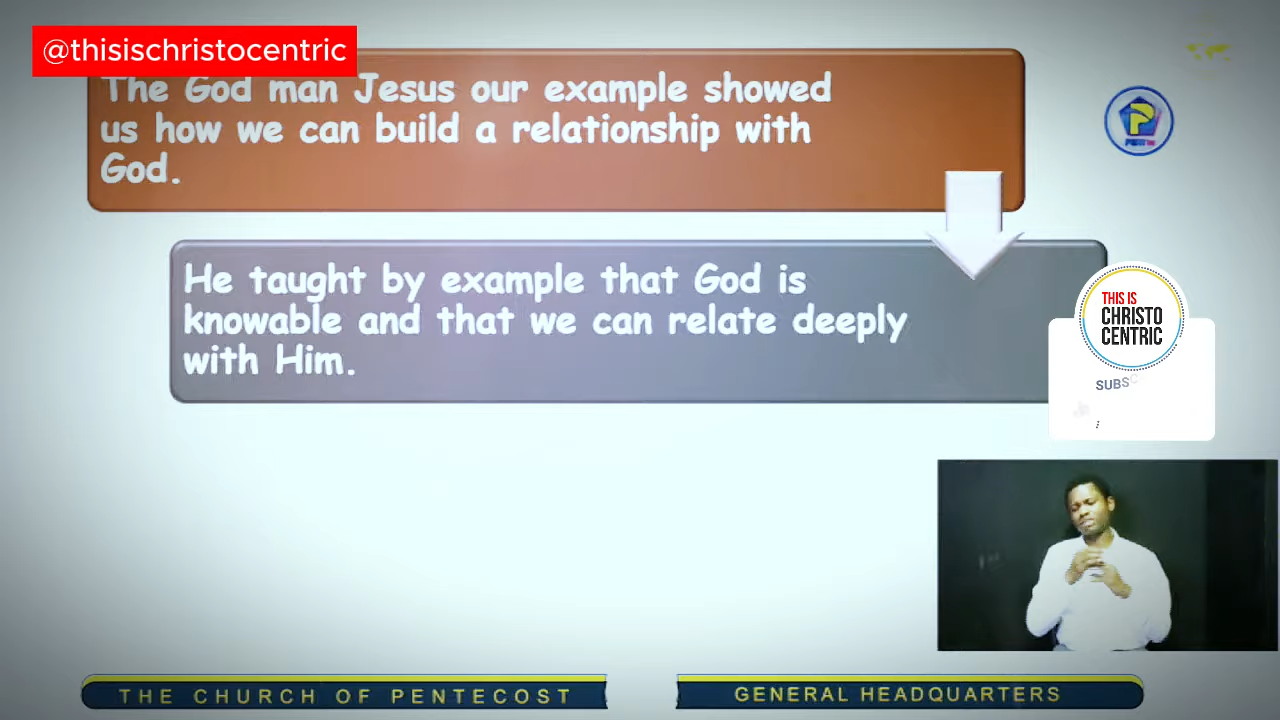 @thisischristocentric
The God man Jesus our example showed
us how we can build a relationship with
God.
He taught by example that God is
knowable and that we can relate deeply
with Him.
THIS IS
CHRISTO
CENTRIC
SUBSC
THE CHURCH OF PENTECOST
GENERAL HEADQUARTERS